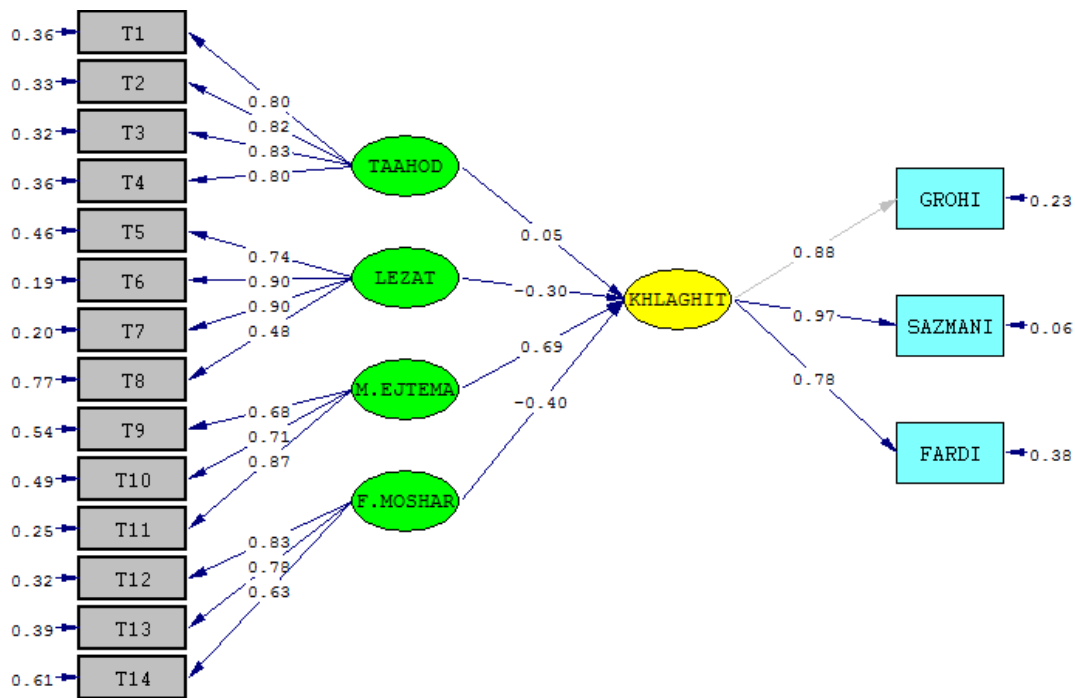 0.36 T1
0.33 T2
0.32 T3
0.36 T4
0.46 T5
0.19 T6
0.20 T7
0.77 T8
0.54 T9
0.49 T10
0.25 T11
0.32 T12
0.39 T13
0.61 T14
0.80
0.82
0.83
0.80
0.74
0.90
0.90
0.48
0.68
0.71
0.87
0.83
0.78
0.63
TAAHOD
LEZAT
M.EJTEMA
F.MOSHAR
0.05
-0.30
0.69
-0.40
KHLAGHIT
0.88
0.97
0.78
GROHI 0.23
SAZMANI 0.06
FARDI 0.38